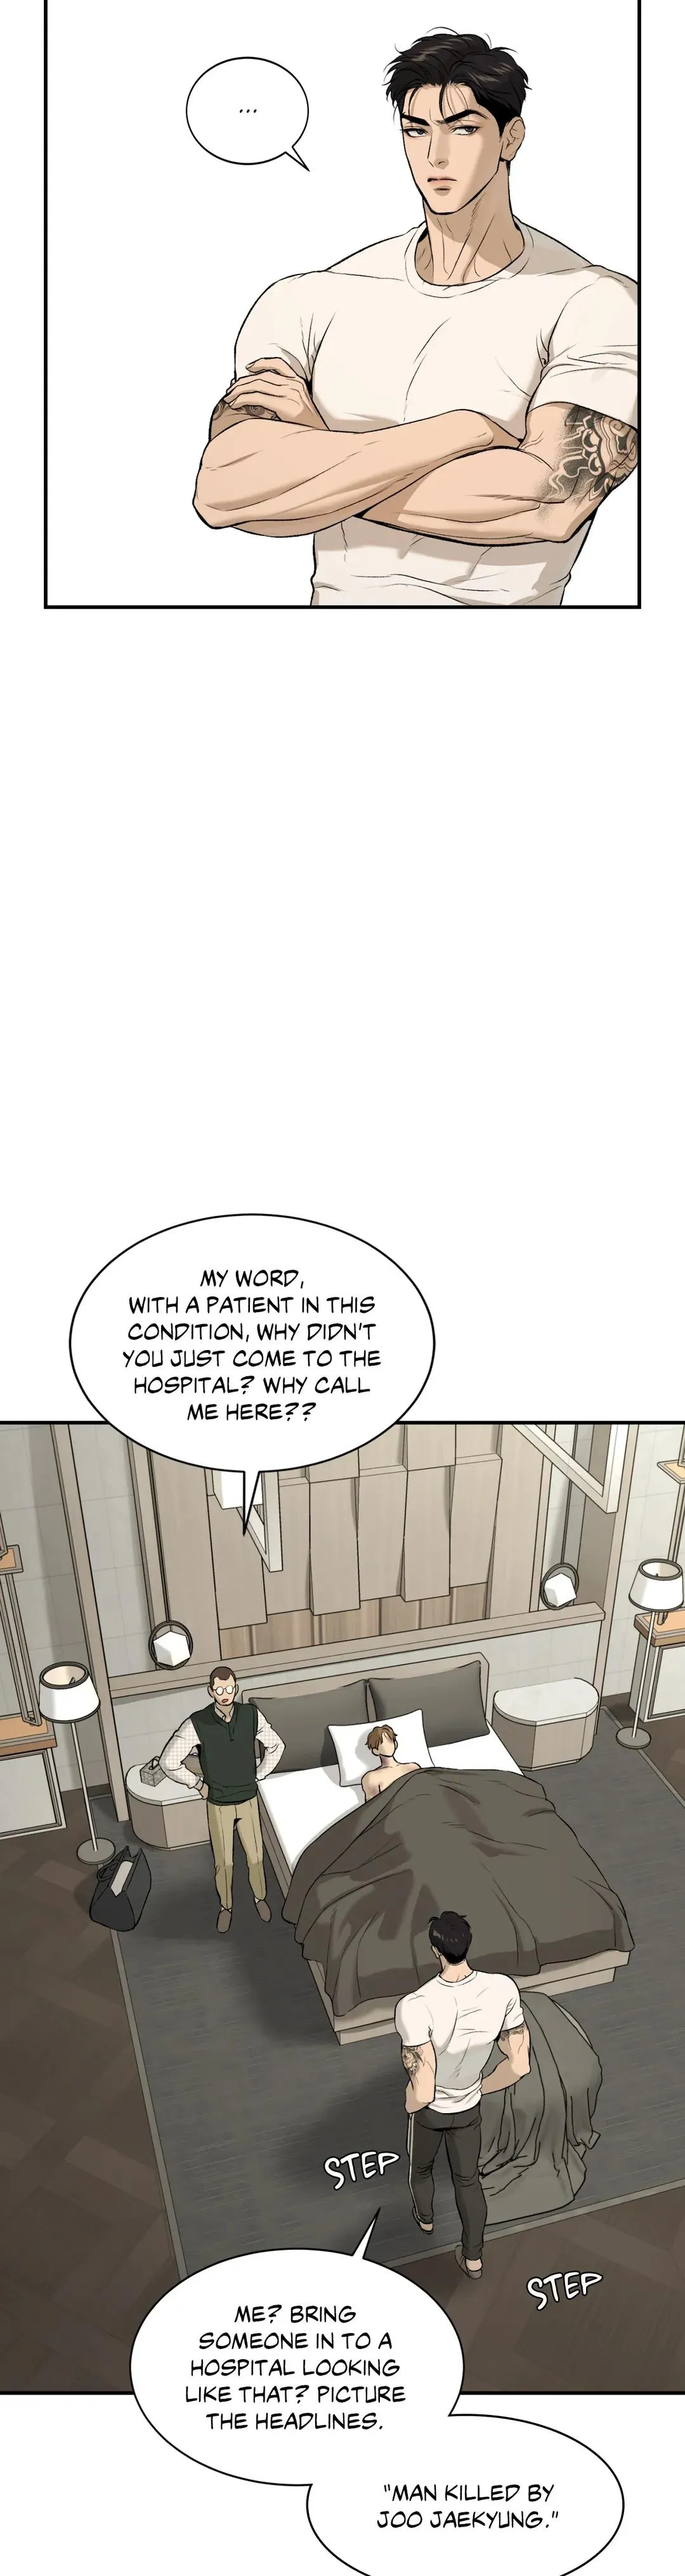 ...
MY WORD,
WITH A PATIENT IN THIS
CONDITION, WHY DIDN'T
YOU JUST COME TO THE
HOSPITAL? WHY CALL
ME HERE??
STEP
STEP
ME? BRING
SOMEONE IN TO A
HOSPITAL LOOKING
LIKE THAT? PICTURE
THE HEADLINES.
"MAN KILLED BY
JOO JAEKYUNG."